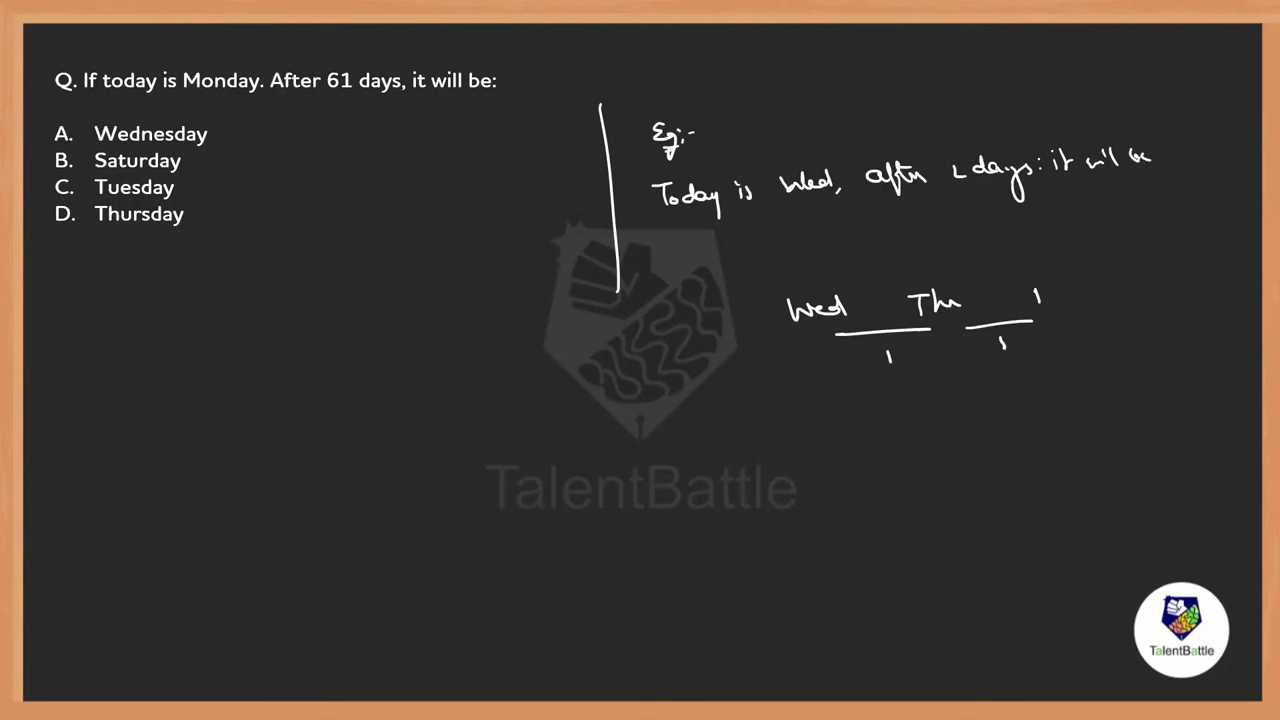 Q. If today is Monday. After 61 days, it will be:
A. Wednesday
B. Saturday
C. Tuesday
D. Thursday
Eg:-
Today is Wed, after 2 days: it will be
Wed Thu
1 1
TalentBattle
TalentBattle